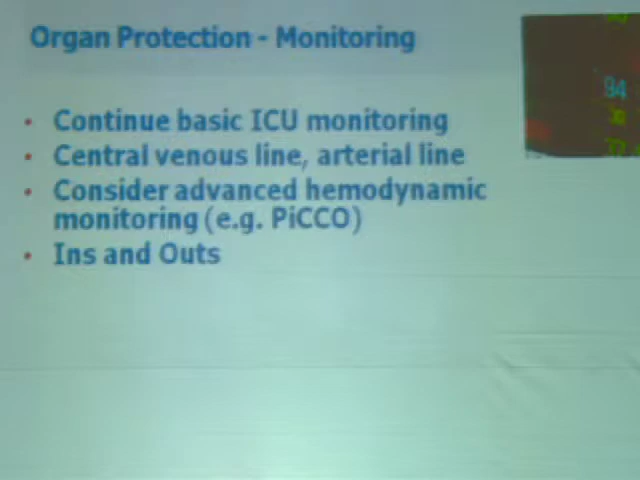 Organ Protection - Monitoring
94
• Continue basic ICU monitoring
• Central venous line, arterial line
• Consider advanced hemodynamic
monitoring (e.g. PiCCO)
• Ins and Outs